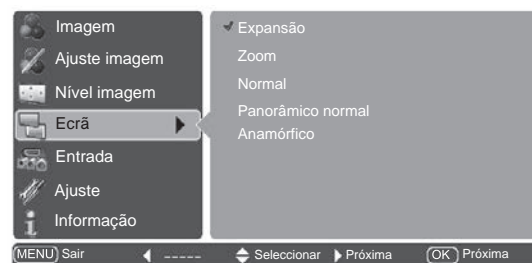 Imagem
Ajuste imagem
Nível imagem
Ecrã
Entrada
Ajuste
Informação
Expansão
Zoom
Normal
Panorâmico normal
Anamórfico
MENU Sair ----- Seleccionar Próxima OK Próxima